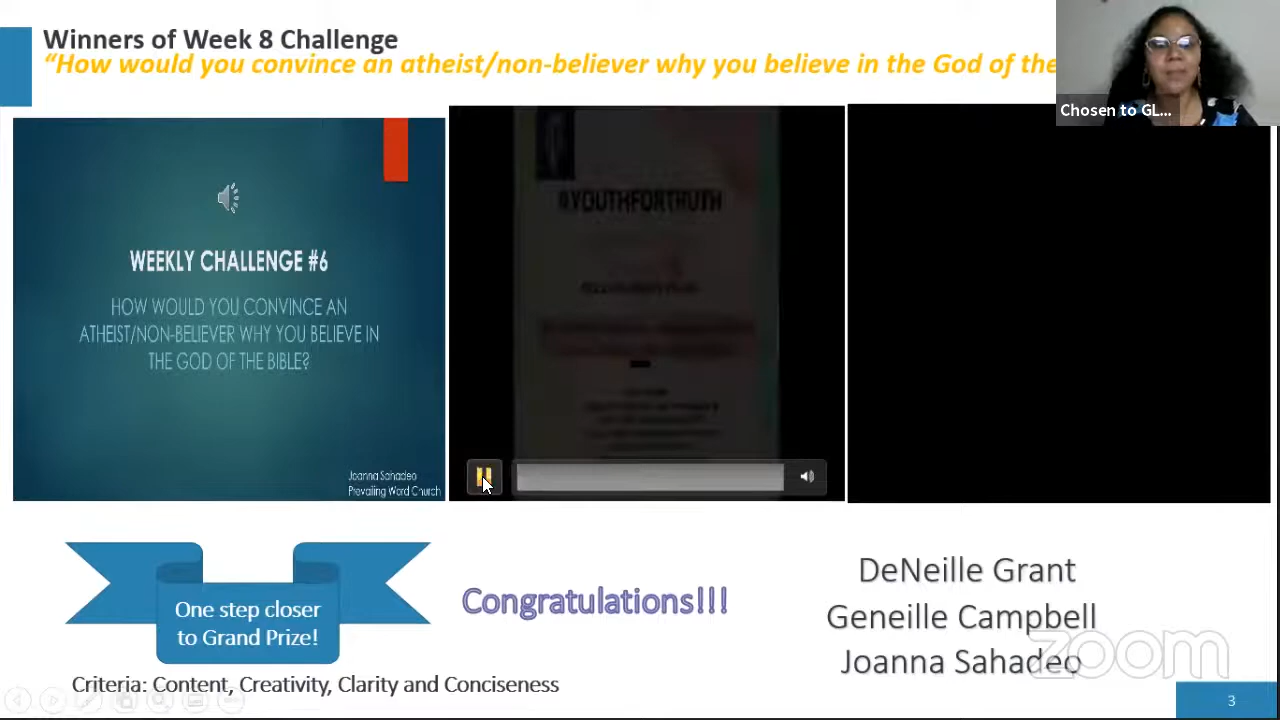 Winners of Week 8 Challenge
“How would you convince an atheist/non-believer why you believe in the God of the
Chosen to GL...
WEEKLY CHALLENGE #6
HOW WOULD YOU CONVINCE AN
ATHEIST/NON-BELIEVER WHY YOU BELIEVE IN
THE GOD OF THE BIBLE?
Joanna Sahadeo
Prevailing Word Church
#YOUTHFORTRUTH
One step closer
to Grand Prize!
Congratulations!!!
DeNeille Grant
Geneille Campbell
Joanna Sahadeo
zoom
Criteria: Content, Creativity, Clarity and Conciseness
3